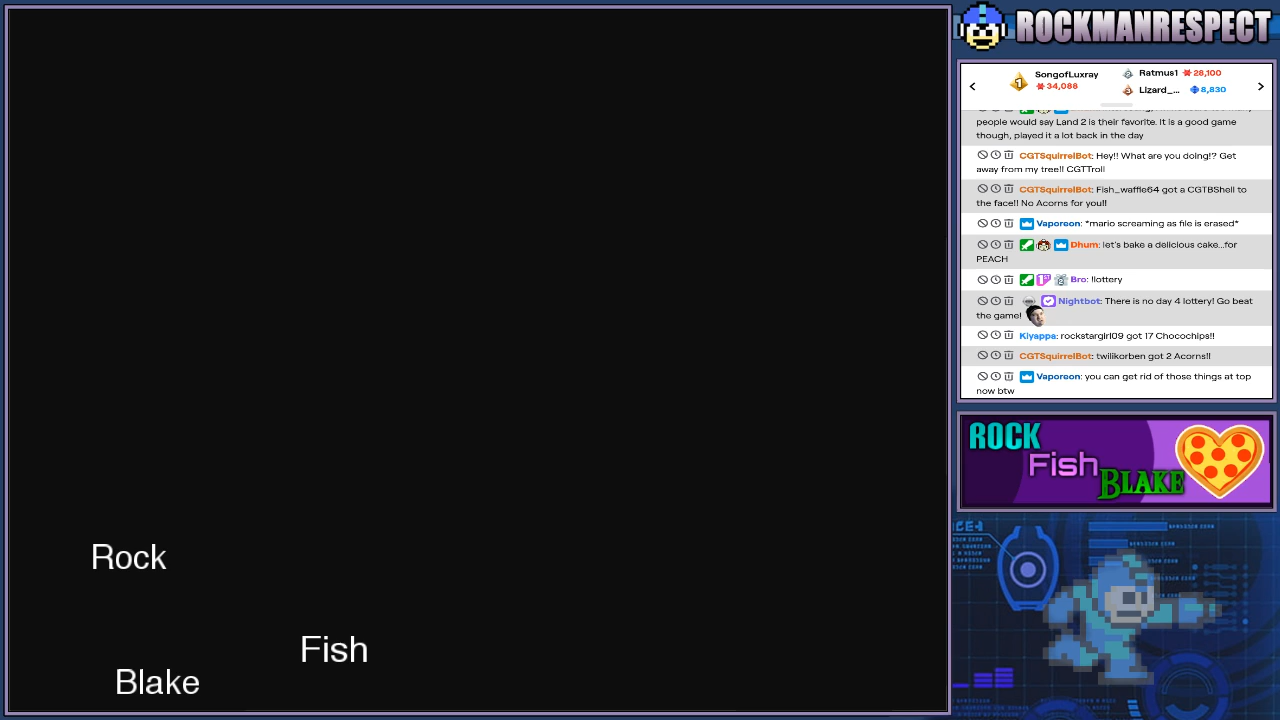 ROCKMANRESPECT
SongofLuxray
34,086
Ratmus1 28,100
Lizard_... 8,830
people would say Land 2 is their favorite. It is a good game
though, played it a lot back in the day
CGTSquirrelBot: Hey!! What are you doing!? Get
away from my tree!! CGTTroll
CGTSquirrelBot: Fish_waffle64 got a CGTBShell to
the face!! No Acorns for you!!
Vaporeon: *mario screaming as file is erased*
Dhum: let's bake a delicious cake...for
PEACH
Bro: !lottery
Nightbot: There is no day 4 lottery! Go beat
the game!
Kiyappa: rockstargirl09 got 17 Chocochips!!
CGTSquirrelBot: twilikorben got 2 Acorns!!
Vaporeon: you can get rid of those things at top
now btw
ROCK
Fish
BLAKE
Rock
Fish
Blake